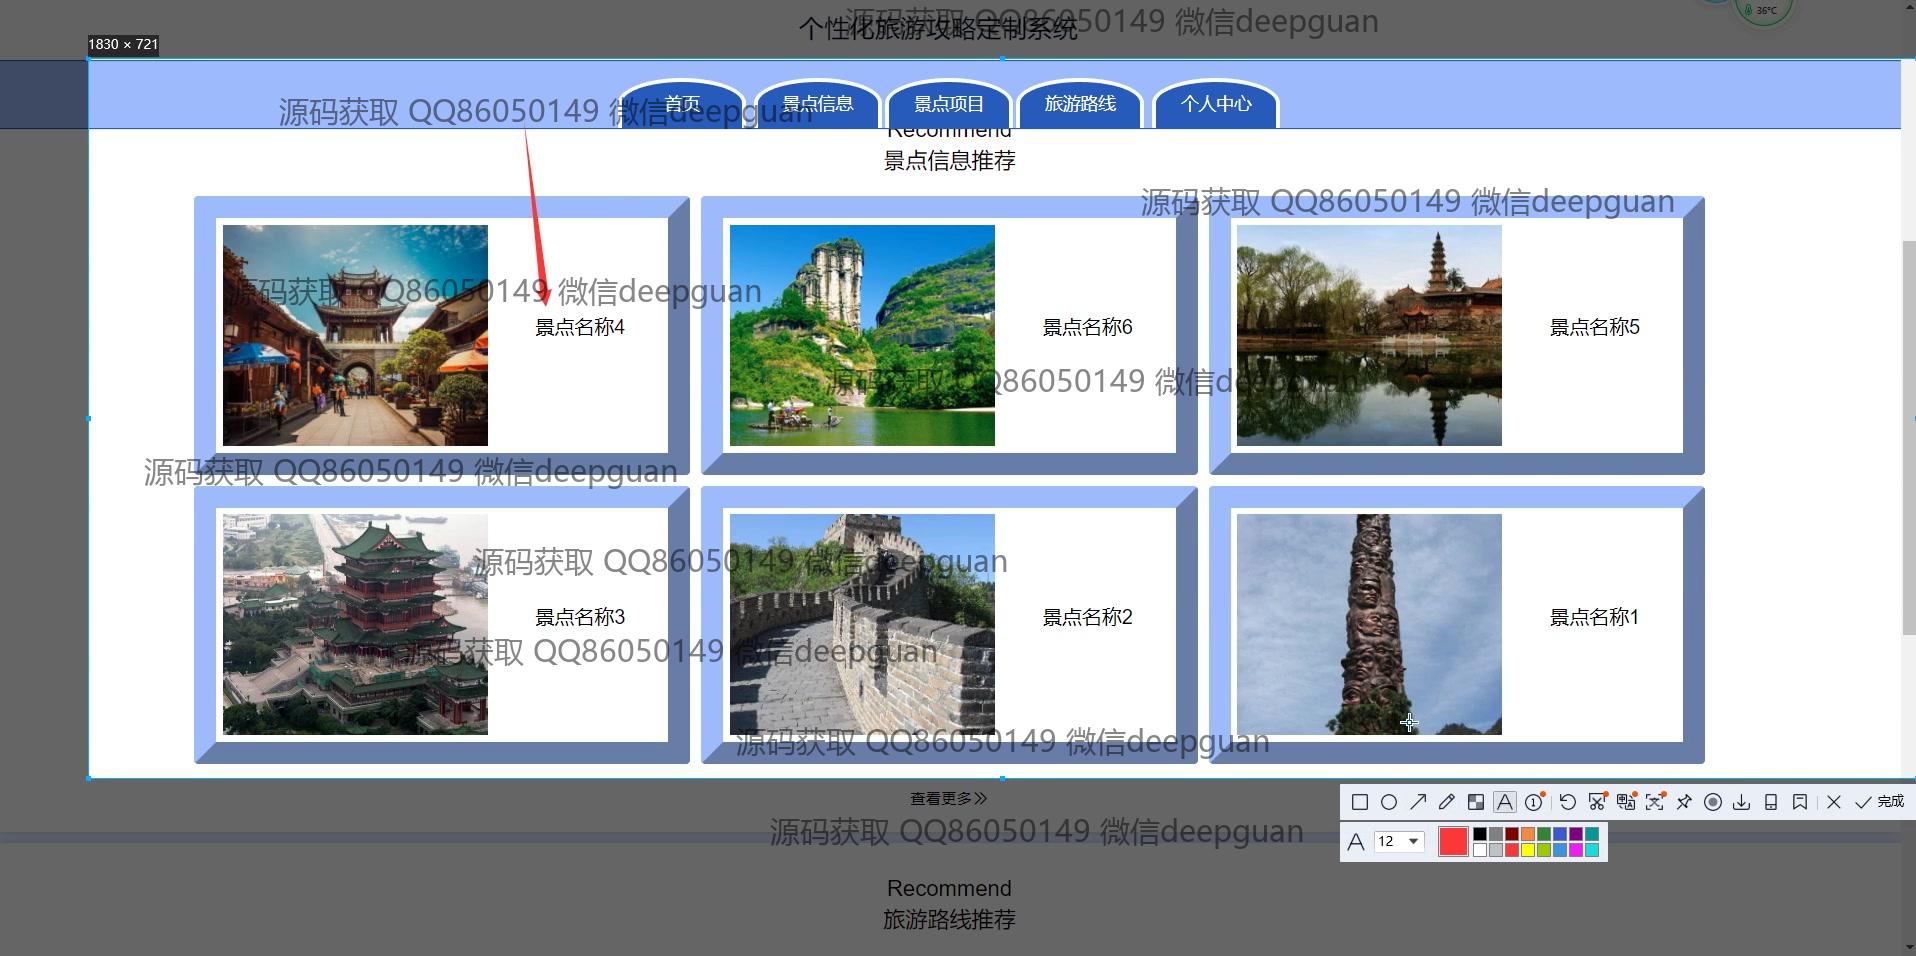 个性化旅游攻略定制系统
源码获取 QQ86050149 微信deepguan
36°C
1830 × 721
首页
景点信息
景点项目
旅游路线
个人中心
源码获取 QQ86050149 微信deepguan
Recommend
景点信息推荐
源码获取 QQ86050149 微信deepguan
源码获取 QQ86050149 微信deepguan
景点名称4
景点名称6
景点名称5
源码获取 QQ86050149 微信deepguan
源码获取 QQ86050149 微信deepguan
源码获取 QQ86050149 微信deepguan
景点名称3
景点名称2
景点名称1
源码获取 QQ86050149 微信deepguan
源码获取 QQ86050149 微信deepguan
查看更多
完成
源码获取 QQ86050149 微信deepguan
A 12
Recommend
旅游路线推荐